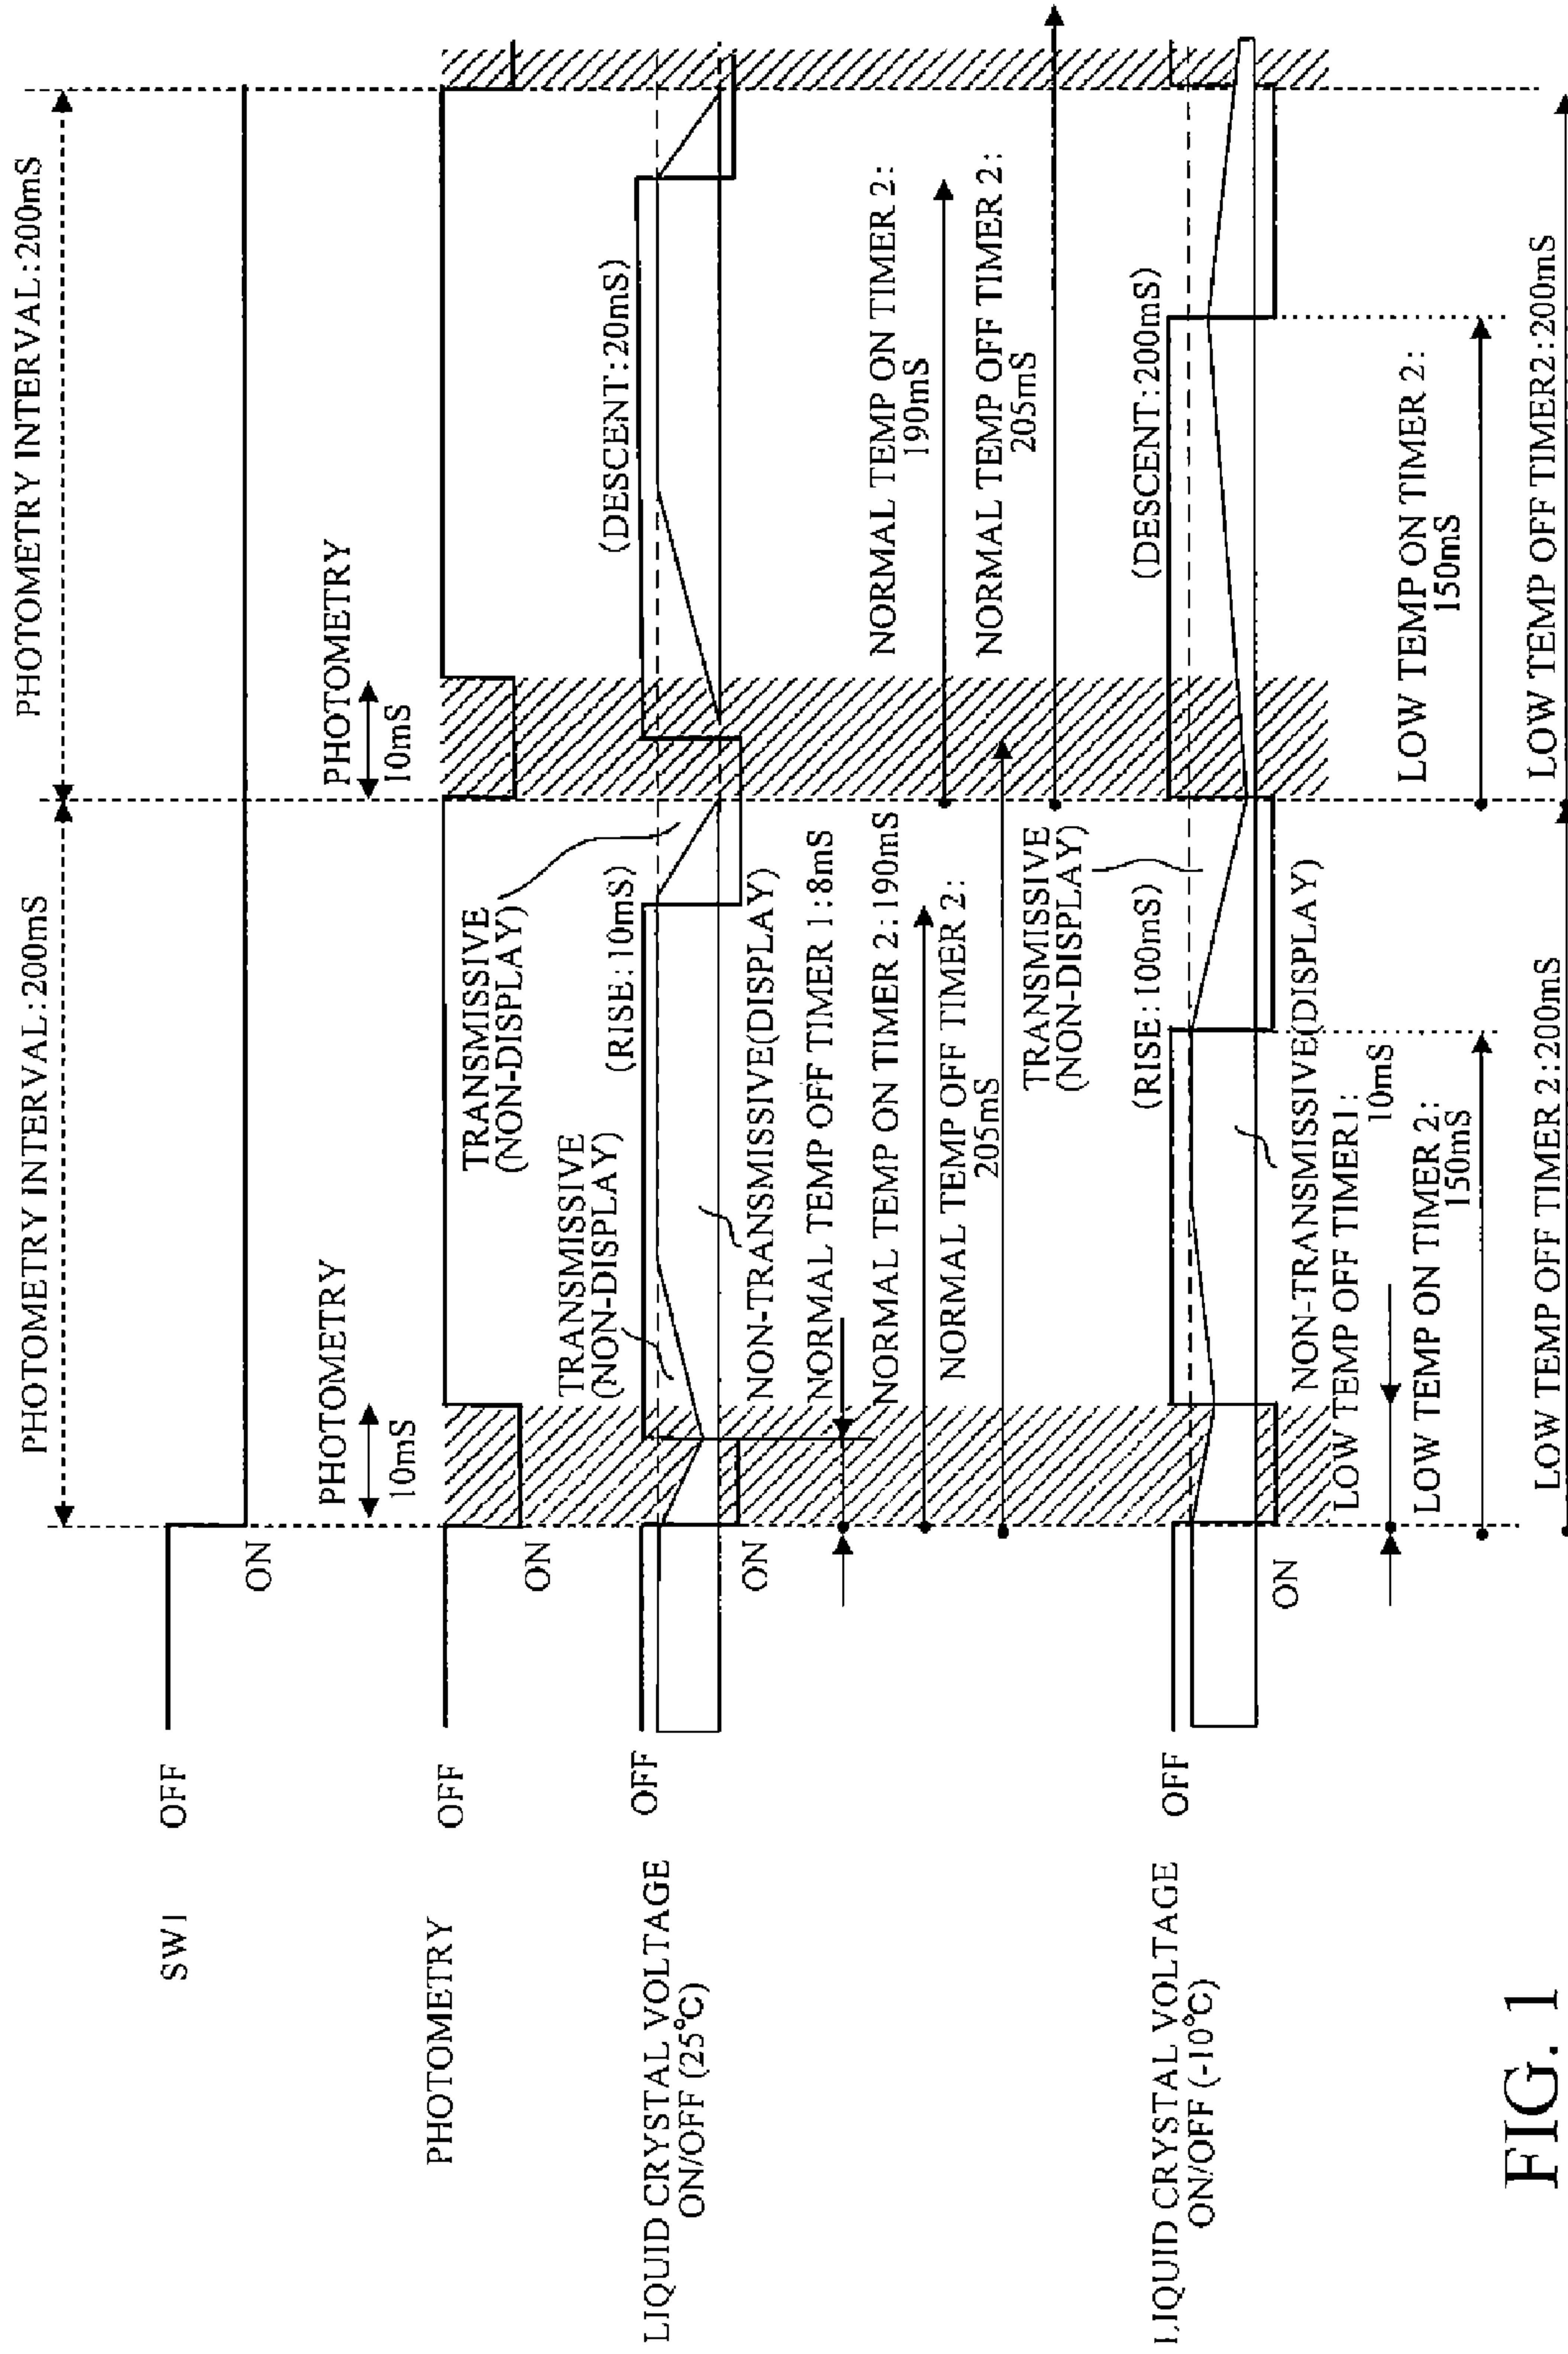 PHOTOMETRY INTERVAL:200mS
PHOTOMETRY INTERVAL:200mS
SW1
OFF
ON
PHOTOMETRY
10mS
PHOTOMETRY
10mS
PHOTOMETRY
OFF
ON
TRANSMISSIVE
(NON-DISPLAY)
TRANSMISSIVE
(NON-DISPLAY)
(RISE:10mS)
(DESCENT:20mS)
LIQUID CRYSTAL VOLTAGE
ON/OFF (25°C)
OFF
ON
NON-TRANSMISSIVE(DISPLAY)
NORMAL TEMP OFF TIMER 1:8mS
NORMAL TEMP ON TIMER 2:190mS
NORMAL TEMP OFF TIMER 2:
205mS
NORMAL TEMP ON TIMER 2:
190mS
NORMAL TEMP OFF TIMER 2:
205mS
TRANSMISSIVE
(NON-DISPLAY)
(RISE:100mS)
(DESCENT:200mS)
LIQUID CRYSTAL VOLTAGE
ON/OFF (-10°C)
OFF
ON
NON-TRANSMISSIVE(DISPLAY)
LOW TEMP OFF TIMER1:
10mS
LOW TEMP ON TIMER 2:
150mS
LOW TEMP ON TIMER 2:
150mS
LOW TEMP OFF TIMER 2:200mS
LOW TEMP OFF TIMER2:200mS
FIG. 1